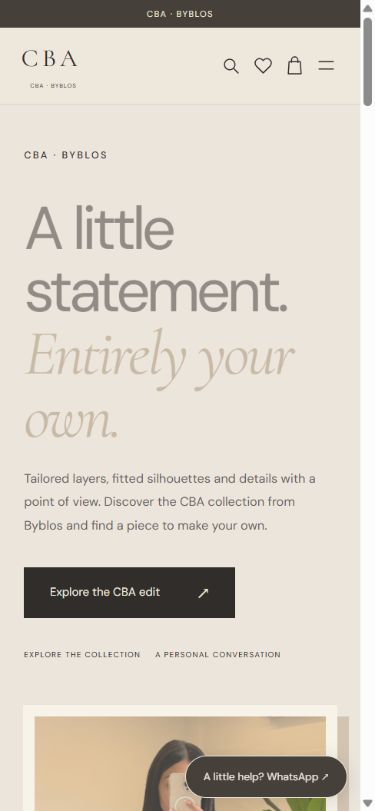 CBA · BYBLOS
CBA
CBA · BYBLOS
CBA · BYBLOS
A little
statement.
Entirely your
own.
Tailored layers, fitted silhouettes and details with a
point of view. Discover the CBA collection from
Byblos and find a piece to make your own.
Explore the CBA edit ↗
EXPLORE THE COLLECTION A PERSONAL CONVERSATION
A little help? WhatsApp ↗